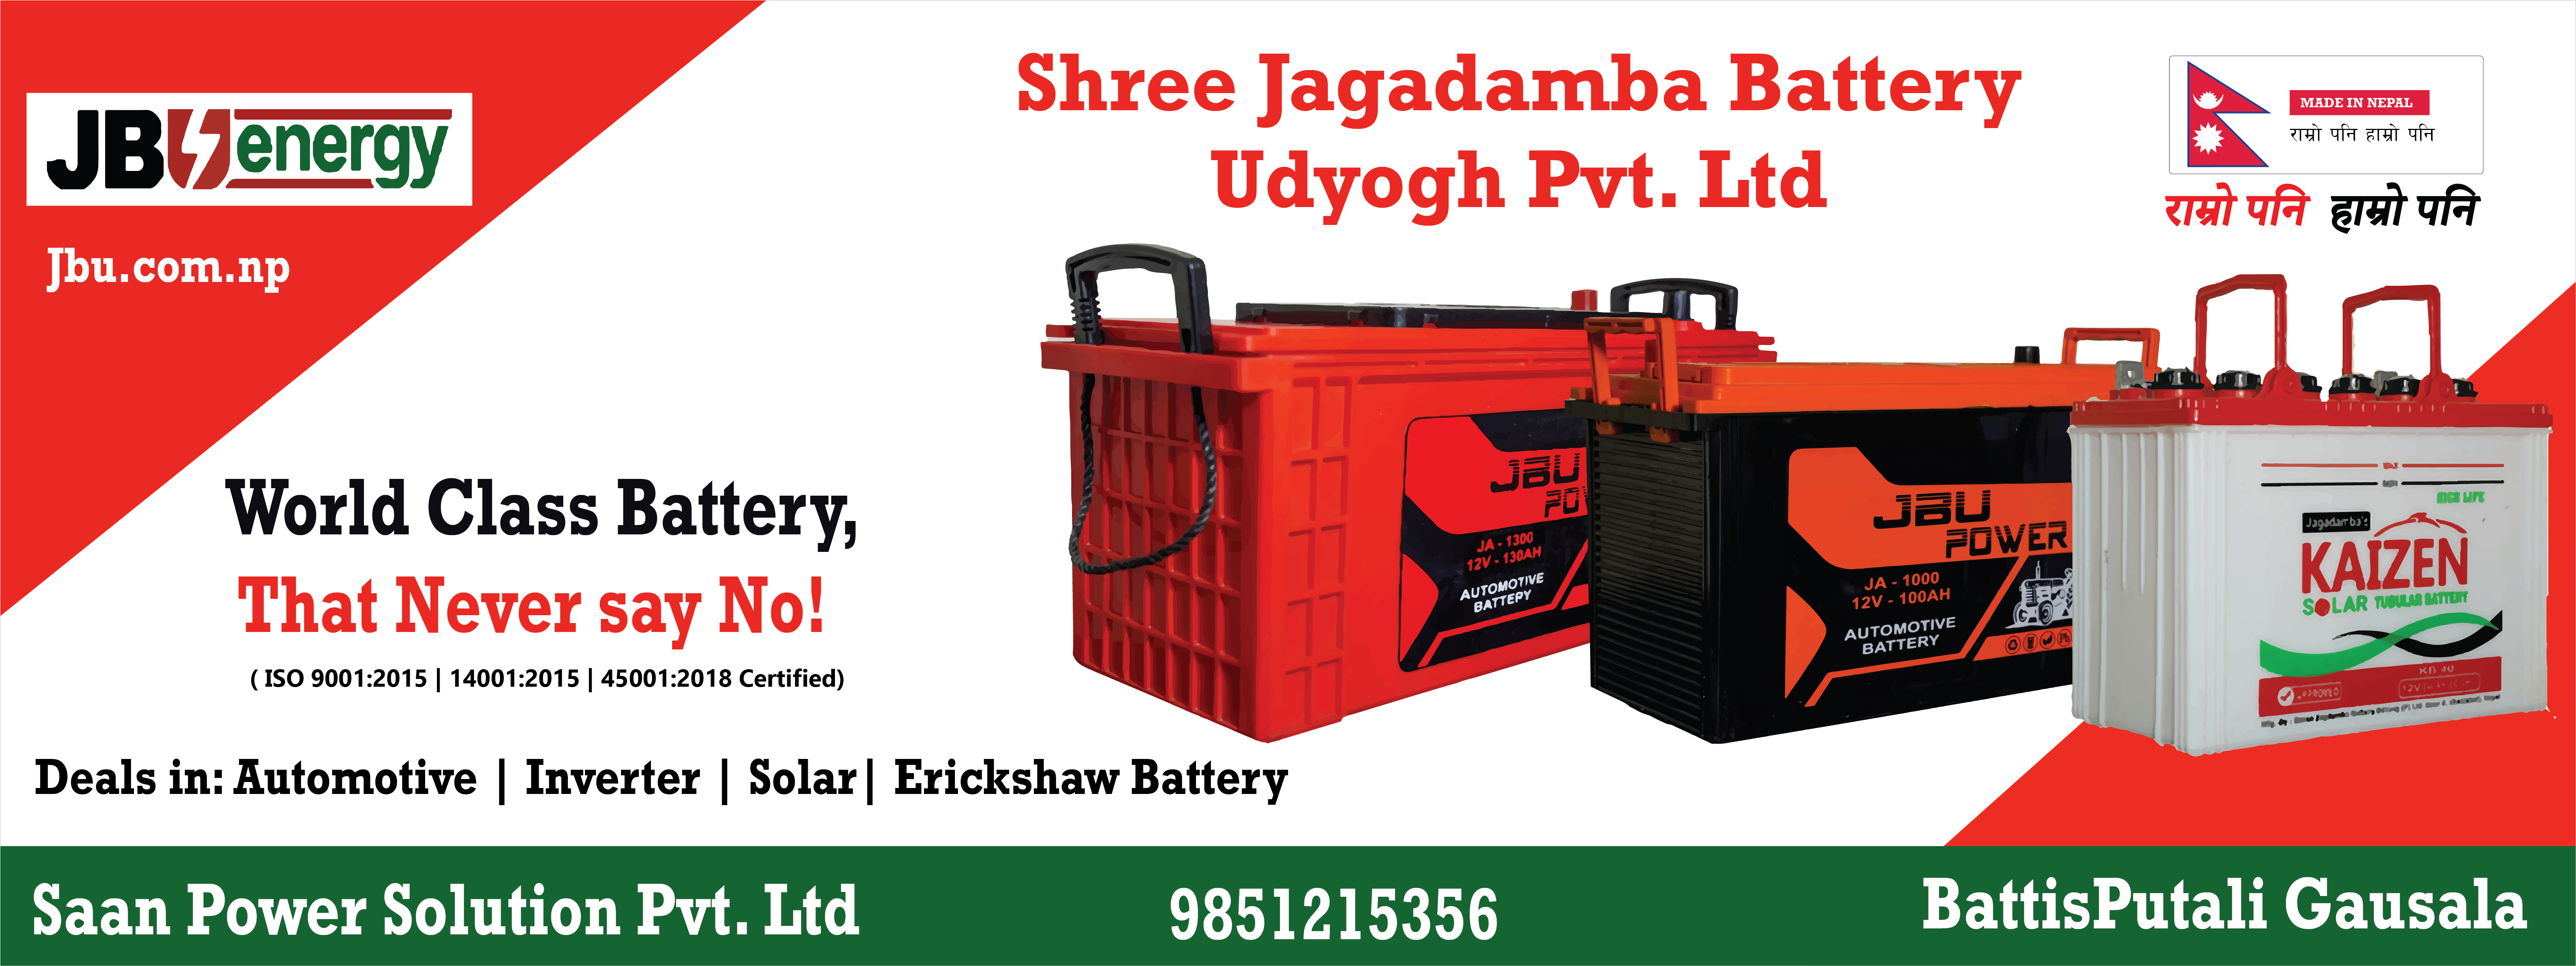 JBU energy
Jbu.com.np
Shree Jagadamba Battery
Udyogh Pvt. Ltd
MADE IN NEPAL
राम्रो पनि हाम्रो पनि
राम्रो पनि हाम्रो पनि
World Class Battery,
That Never say No!
( ISO 9001:2015 | 14001:2015 | 45001:2018 Certified)
JBU
JA - 1300
12V - 130AH
AUTOMOTIVE
BATTERY
JBU
POWER
JA - 1000
12V - 100AH
AUTOMOTIVE
BATTERY
Pb
HIGH LIFE
Jagadamba's
KAIZEN
SOLAR TUBULAR BATTERY
Deals in: Automotive | Inverter | Solar| Erickshaw Battery
Saan Power Solution Pvt. Ltd
9851215356
BattisPutali Gausala